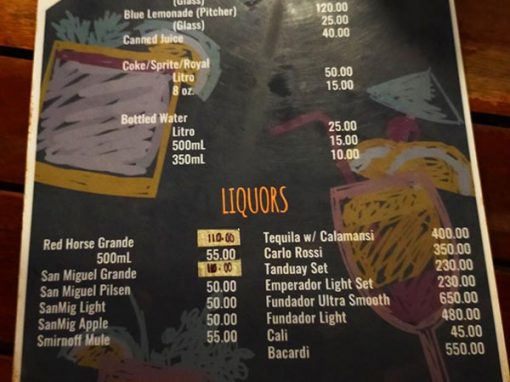 (Glass)
Blue Lemonade (Pitcher) 120.00
(Glass) 25.00
Canned Juice 40.00
Coke/Sprite/Royal
Litro 50.00
8 oz. 15.00
Bottled Water
Litro 25.00
500mL 15.00
350mL 10.00
LIQUORS
Red Horse Grande 110.00
500mL 55.00
San Miguel Grande
San Miguel Pilsen 50.00
SanMig Light 50.00
SanMig Apple 50.00
Smirnoff Mule 55.00
Tequila w/ Calamansi 400.00
Carlo Rossi 350.00
Tanduay Set 230.00
Emperador Light Set 230.00
Fundador Ultra Smooth 650.00
Fundador Light 480.00
Cali 45.00
Bacardi 550.00